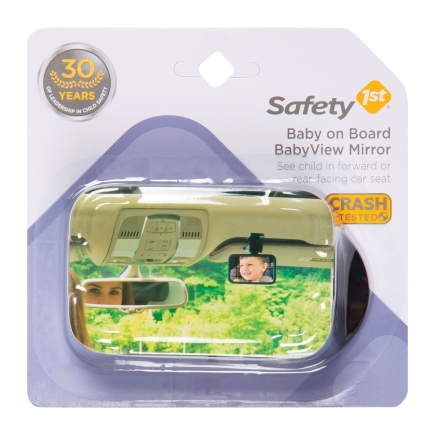 30
YEARS
OF LEADERSHIP IN CHILD SAFETY
Safety 1st
Baby on Board
BabyView Mirror
See child in forward or
rear facing car seat
CRASH
TESTED